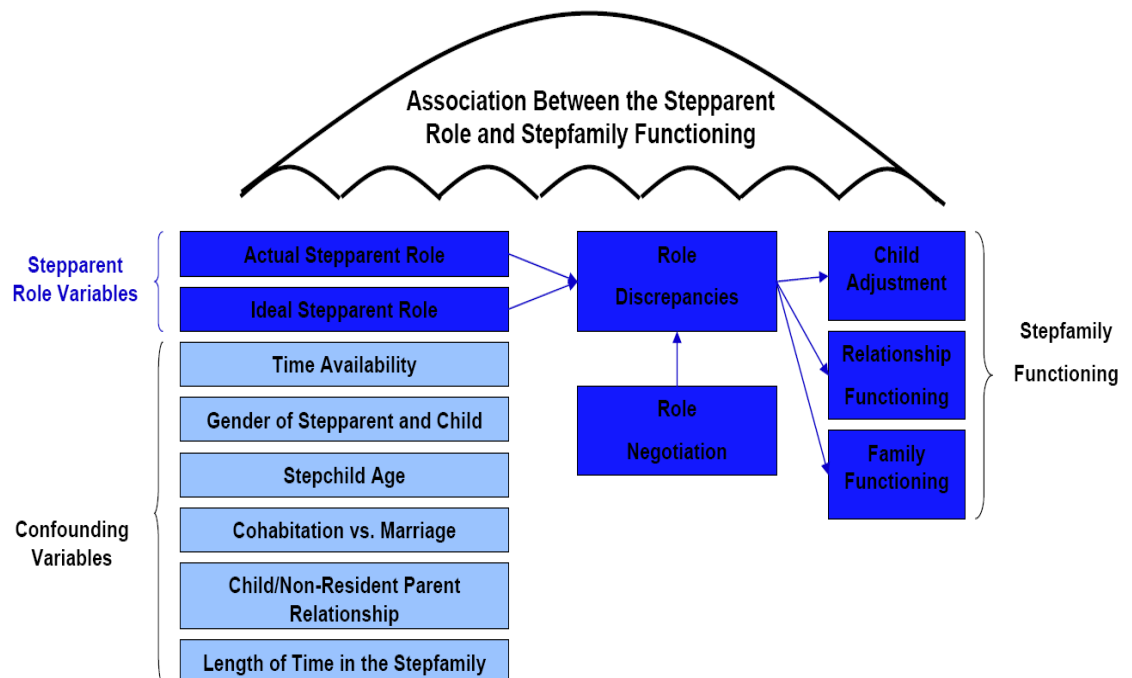 Association Between the Stepparent
Role and Stepfamily Functioning
Stepparent
Role Variables
Actual Stepparent Role
Ideal Stepparent Role
Role
Discrepancies
Child
Adjustment
Relationship
Functioning
Family
Functioning
Stepfamily
Functioning
Role
Negotiation
Confounding
Variables
Time Availability
Gender of Stepparent and Child
Stepchild Age
Cohabitation vs. Marriage
Child/Non-Resident Parent
Relationship
Length of Time in the Stepfamily